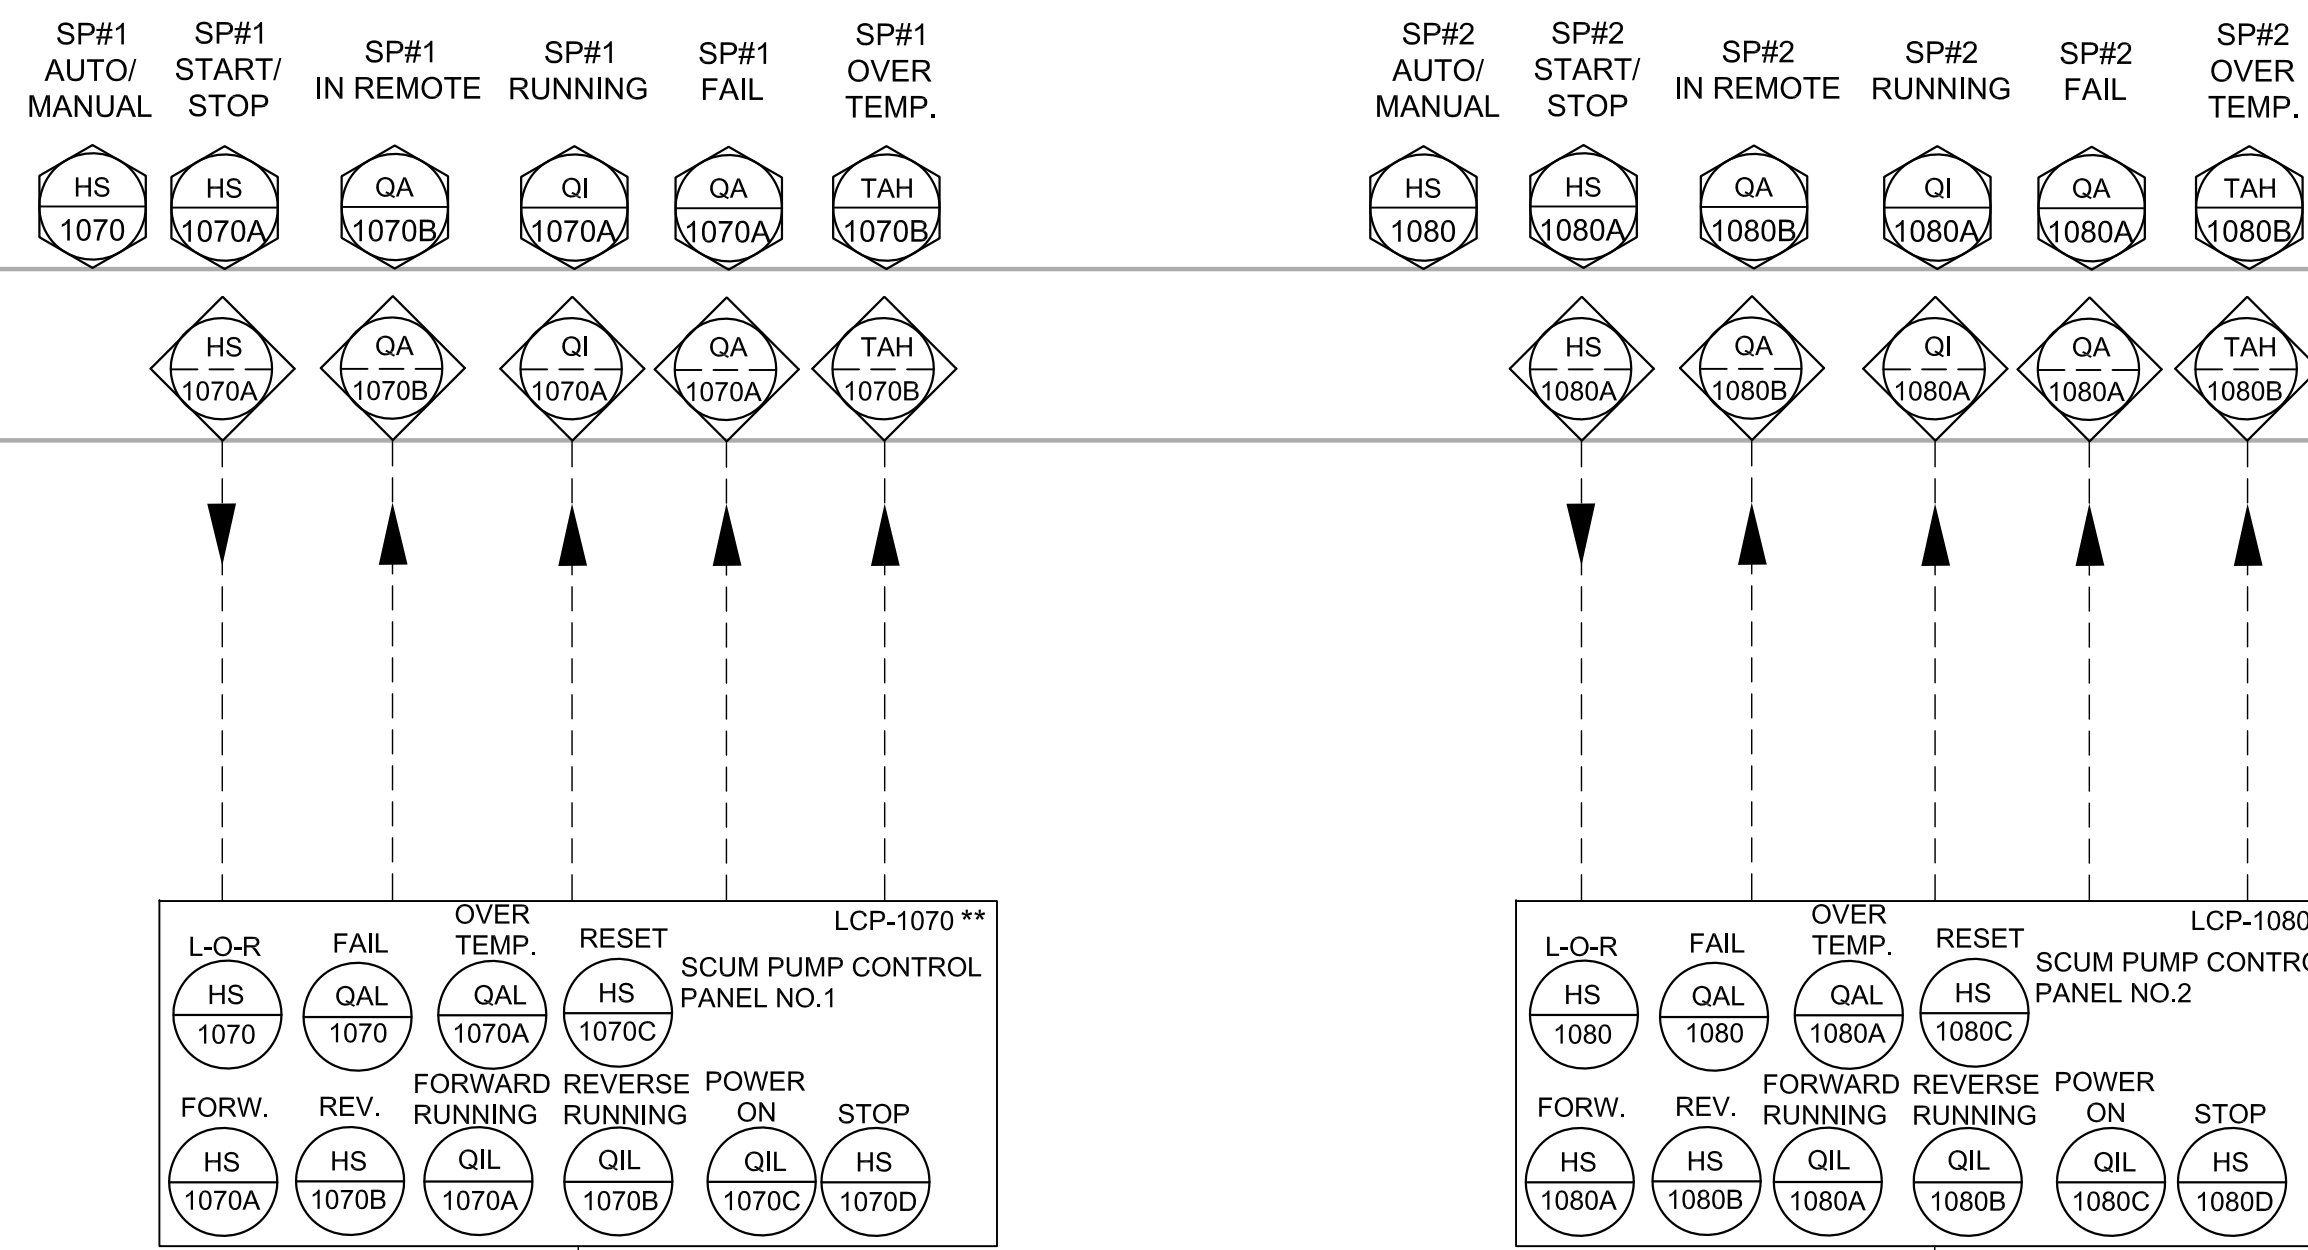 SP#1
AUTO/
MANUAL
SP#1
START/
STOP
SP#1
IN REMOTE
SP#1
RUNNING
SP#1
FAIL
SP#1
OVER
TEMP.
SP#2
AUTO/
MANUAL
SP#2
START/
STOP
SP#2
IN REMOTE
SP#2
RUNNING
SP#2
FAIL
SP#2
OVER
TEMP.
HS
1070
HS
1070A
QA
1070B
QI
1070A
QA
1070A
TAH
1070B
HS
1080
HS
1080A
QA
1080B
QI
1080A
QA
1080A
TAH
1080B
HS
1070A
QA
1070B
QI
1070A
QA
1070A
TAH
1070B
HS
1080A
QA
1080B
QI
1080A
QA
1080A
TAH
1080B
LCP-1070 **
SCUM PUMP CONTROL
PANEL NO.1
L-O-R
HS
1070
FAIL
QAL
1070
OVER
TEMP.
QAL
1070A
RESET
HS
1070C
FORW.
HS
1070A
REV.
HS
1070B
FORWARD
RUNNING
QIL
1070A
REVERSE
RUNNING
QIL
1070B
POWER
ON
QIL
1070C
STOP
HS
1070D
LCP-1080
SCUM PUMP CONTRO
PANEL NO.2
L-O-R
HS
1080
FAIL
QAL
1080
OVER
TEMP.
QAL
1080A
RESET
HS
1080C
FORW.
HS
1080A
REV.
HS
1080B
FORWARD
RUNNING
QIL
1080A
REVERSE
RUNNING
QIL
1080B
POWER
ON
QIL
1080C
STOP
HS
1080D